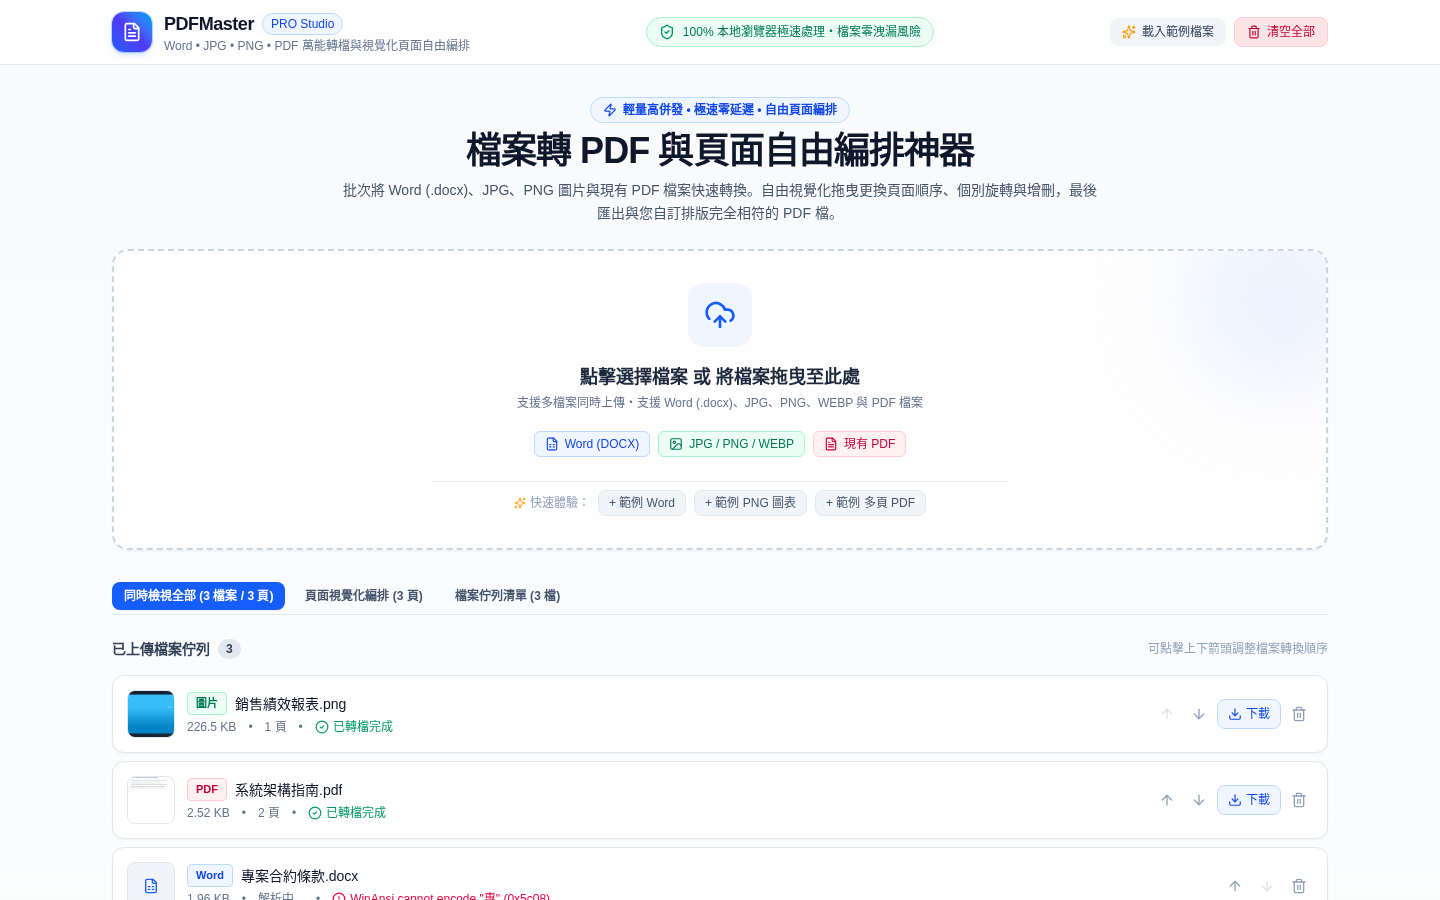 PDFMaster PRO Studio
Word • JPG • PNG • PDF 萬能轉檔與視覺化頁面自由編排
100% 本地瀏覽器極速處理・檔案零洩漏風險
載入範例檔案
清空全部
輕量高併發 • 極速零延遲 • 自由頁面編排
檔案轉 PDF 與頁面自由編排神器
批次將 Word (.docx)、JPG、PNG 圖片與現有 PDF 檔案快速轉換。自由視覺化拖曳更換頁面順序、個別旋轉與增刪，最後
匯出與您自訂排版完全相符的 PDF 檔。
點擊選擇檔案 或 將檔案拖曳至此處
支援多檔案同時上傳・支援 Word (.docx)、JPG、PNG、WEBP 與 PDF 檔案
Word (DOCX)
JPG / PNG / WEBP
現有 PDF
快速體驗：
+ 範例 Word
+ 範例 PNG 圖表
+ 範例 多頁 PDF
同時檢視全部 (3 檔案 / 3 頁)
頁面視覺化編排 (3 頁)
檔案佇列清單 (3 檔)
已上傳檔案佇列 3
可點擊上下箭頭調整檔案轉換順序
圖片 銷售績效報表.png
226.5 KB • 1 頁 • 已轉檔完成
下載
PDF 系統架構指南.pdf
2.52 KB • 2 頁 • 已轉檔完成
下載
Word 專案合約條款.docx
1.96 KB • 解析中... • WinAnsi cannot encode "專" (0x5c08)